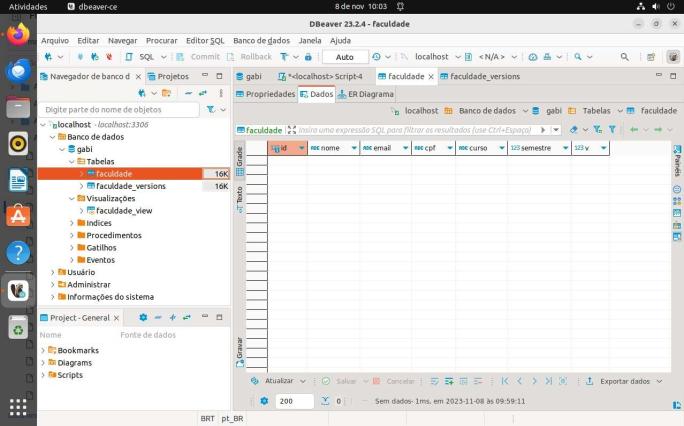 Atividades dbeaver-ce 8 de nov 10:03
DBeaver 23.2.4 - faculdade
Arquivo Editar Navegar Procurar Editor SQL Banco de dados Janela Ajuda
SQL Commit Rollback Auto localhost < N/A >
Navegador de banco d Projetos
gabi *<localhost> Script-4 faculdade faculdade_versions
Digite parte do nome de objetos
Propriedades Dados ER Diagrama
localhost Banco de dados gabi Tabelas faculdade
localhost - localhost:3306
faculdade Insira uma expressão SQL para filtrar os resultados (use Ctrl+Espaço)
Banco de dados
gabi
Tabelas
faculdade 16K
faculdade_versions 16K
Visualizações
faculdade_view
Indices
Procedimentos
Gatilhos
Eventos
Usuário
Administrar
Informações do sistema
Grade
Texto
Gravar
Painéis
id nome email cpf curso semestre v
Project - General
Nome Fonte de dados
Bookmarks
Diagrams
Scripts
Atualizar Salvar Cancelar Exportar dados
200 0 Sem dados- 1ms, em 2023-11-08 às 09:59:11
BRT pt_BR